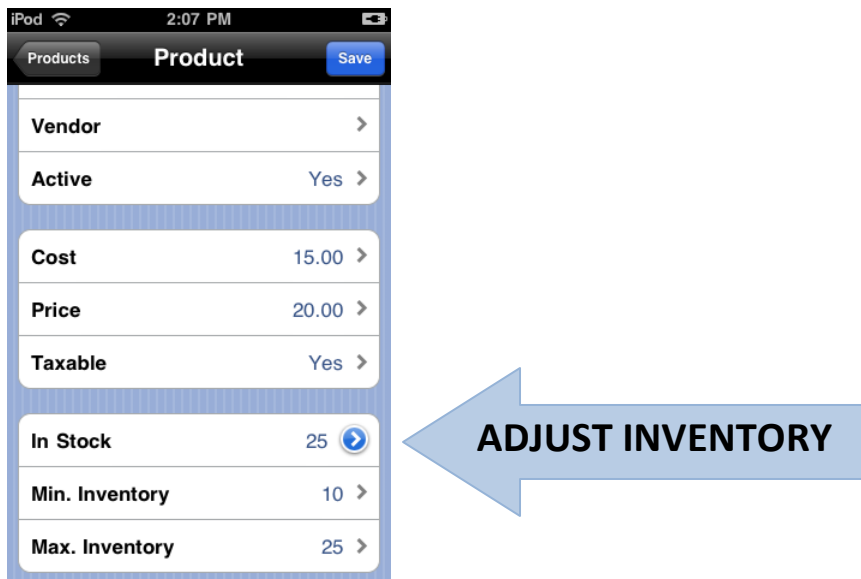 iPod 2:07 PM
Products Product Save
Vendor
Active Yes
Cost 15.00
Price 20.00
Taxable Yes
In Stock 25
ADJUST INVENTORY
Min. Inventory 10
Max. Inventory 25